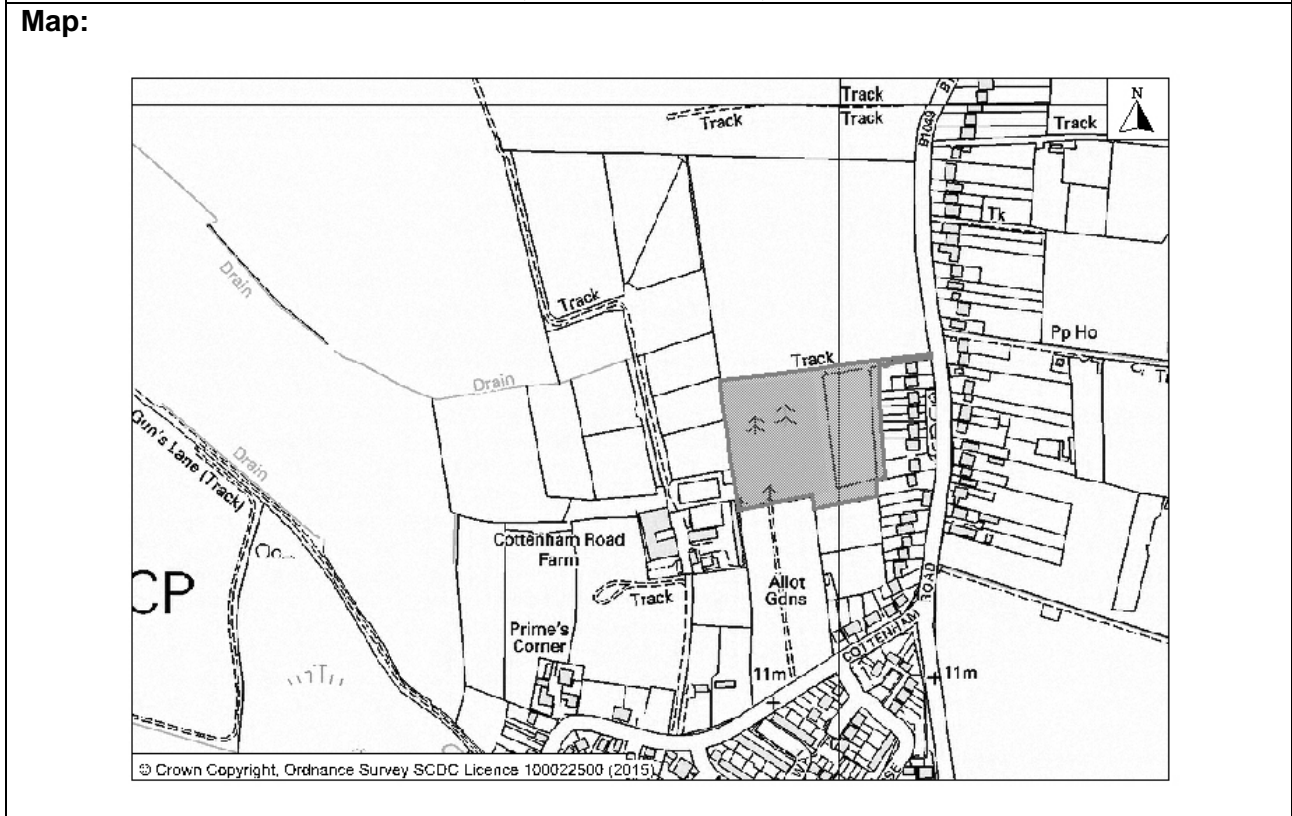 Map:
N
Track
Track
Track
B1049
Track
Tk
Drain
Track
Pp Ho
Track
Drain
Gun's Lane (Track)
Drain
Cottenham Road
Farm
CP
Track
Allot
Gdns
Prime's
Corner
COTTENHAM ROAD
11m
11m
© Crown Copyright, Ordnance Survey SCDC Licence 100022500 (2015)